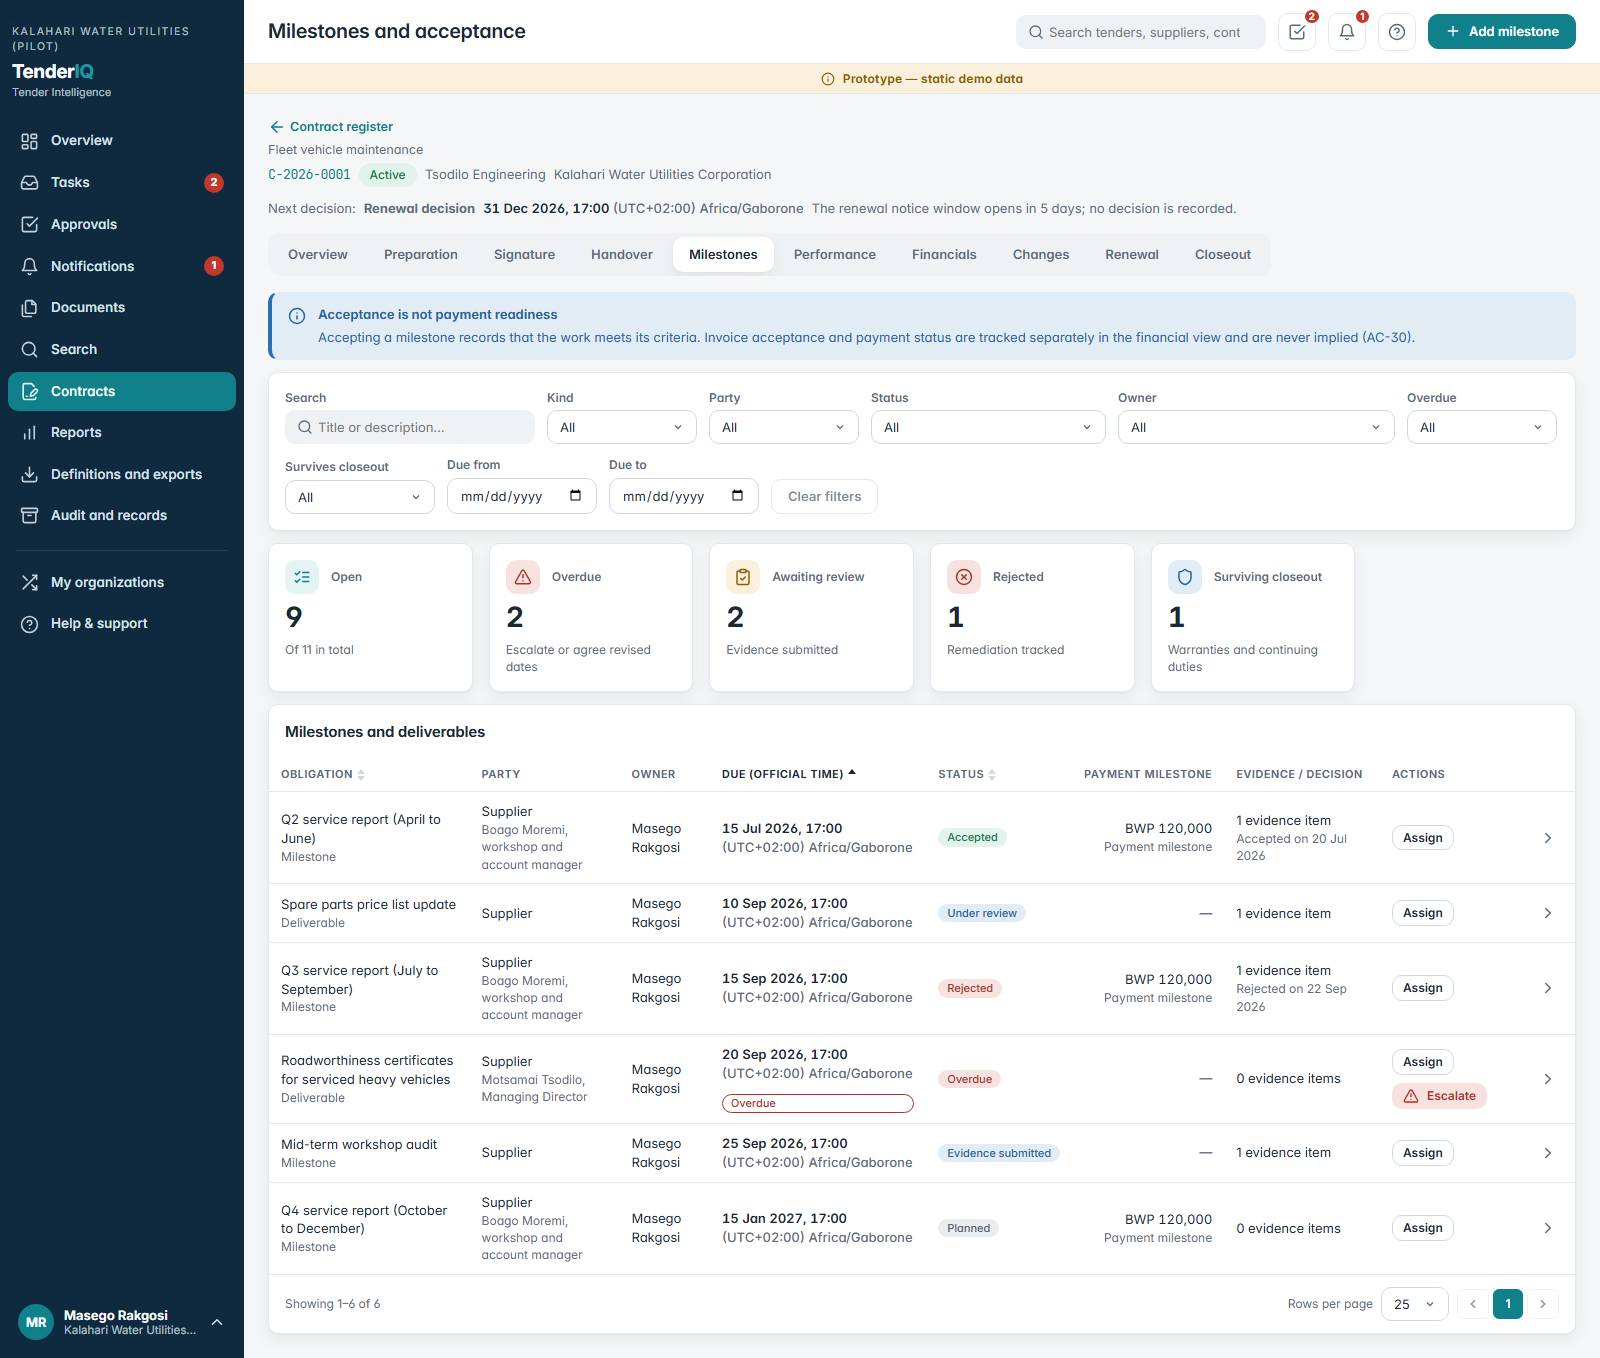 KALAHARI WATER UTILITIES
(PILOT)
TenderIQ
Tender Intelligence
Overview
Tasks 2
Approvals
Notifications 1
Documents
Search
Contracts
Reports
Definitions and exports
Audit and records
My organizations
Help & support
MR
Masego Rakgosi
Kalahari Water Utilities...
Milestones and acceptance
Search tenders, suppliers, cont
2
1
Add milestone
Prototype — static demo data
Contract register
Fleet vehicle maintenance
C-2026-0001 Active Tsodilo Engineering Kalahari Water Utilities Corporation
Next decision: Renewal decision 31 Dec 2026, 17:00 (UTC+02:00) Africa/Gaborone The renewal notice window opens in 5 days; no decision is recorded.
Overview Preparation Signature Handover Milestones Performance Financials Changes Renewal Closeout
Acceptance is not payment readiness
Accepting a milestone records that the work meets its criteria. Invoice acceptance and payment status are tracked separately in the financial view and are never implied (AC-30).
Search Kind Party Status Owner Overdue
Title or description... All All All All All
Survives closeout Due from Due to
All mm/dd/yyyy mm/dd/yyyy Clear filters
Open
9
Of 11 in total
Overdue
2
Escalate or agree revised
dates
Awaiting review
2
Evidence submitted
Rejected
1
Remediation tracked
Surviving closeout
1
Warranties and continuing
duties
Milestones and deliverables
OBLIGATION PARTY OWNER DUE (OFFICIAL TIME) STATUS PAYMENT MILESTONE EVIDENCE / DECISION ACTIONS
Q2 service report (April to
June)
Milestone
Supplier
Boago Moremi,
workshop and
account manager
Masego
Rakgosi
15 Jul 2026, 17:00
(UTC+02:00) Africa/Gaborone
Accepted
BWP 120,000
Payment milestone
1 evidence item
Accepted on 20 Jul
2026
Assign
Spare parts price list update
Deliverable
Supplier
Masego
Rakgosi
10 Sep 2026, 17:00
(UTC+02:00) Africa/Gaborone
Under review
—
1 evidence item
Assign
Q3 service report (July to
September)
Milestone
Supplier
Boago Moremi,
workshop and
account manager
Masego
Rakgosi
15 Sep 2026, 17:00
(UTC+02:00) Africa/Gaborone
Rejected
BWP 120,000
Payment milestone
1 evidence item
Rejected on 22 Sep
2026
Assign
Roadworthiness certificates
for serviced heavy vehicles
Deliverable
Supplier
Motsamai Tsodilo,
Managing Director
Masego
Rakgosi
20 Sep 2026, 17:00
(UTC+02:00) Africa/Gaborone
Overdue
Overdue
—
0 evidence items
Assign
Escalate
Mid-term workshop audit
Milestone
Supplier
Masego
Rakgosi
25 Sep 2026, 17:00
(UTC+02:00) Africa/Gaborone
Evidence submitted
—
1 evidence item
Assign
Q4 service report (October
to December)
Milestone
Supplier
Boago Moremi,
workshop and
account manager
Masego
Rakgosi
15 Jan 2027, 17:00
(UTC+02:00) Africa/Gaborone
Planned
BWP 120,000
Payment milestone
0 evidence items
Assign
Showing 1–6 of 6
Rows per page 25 1